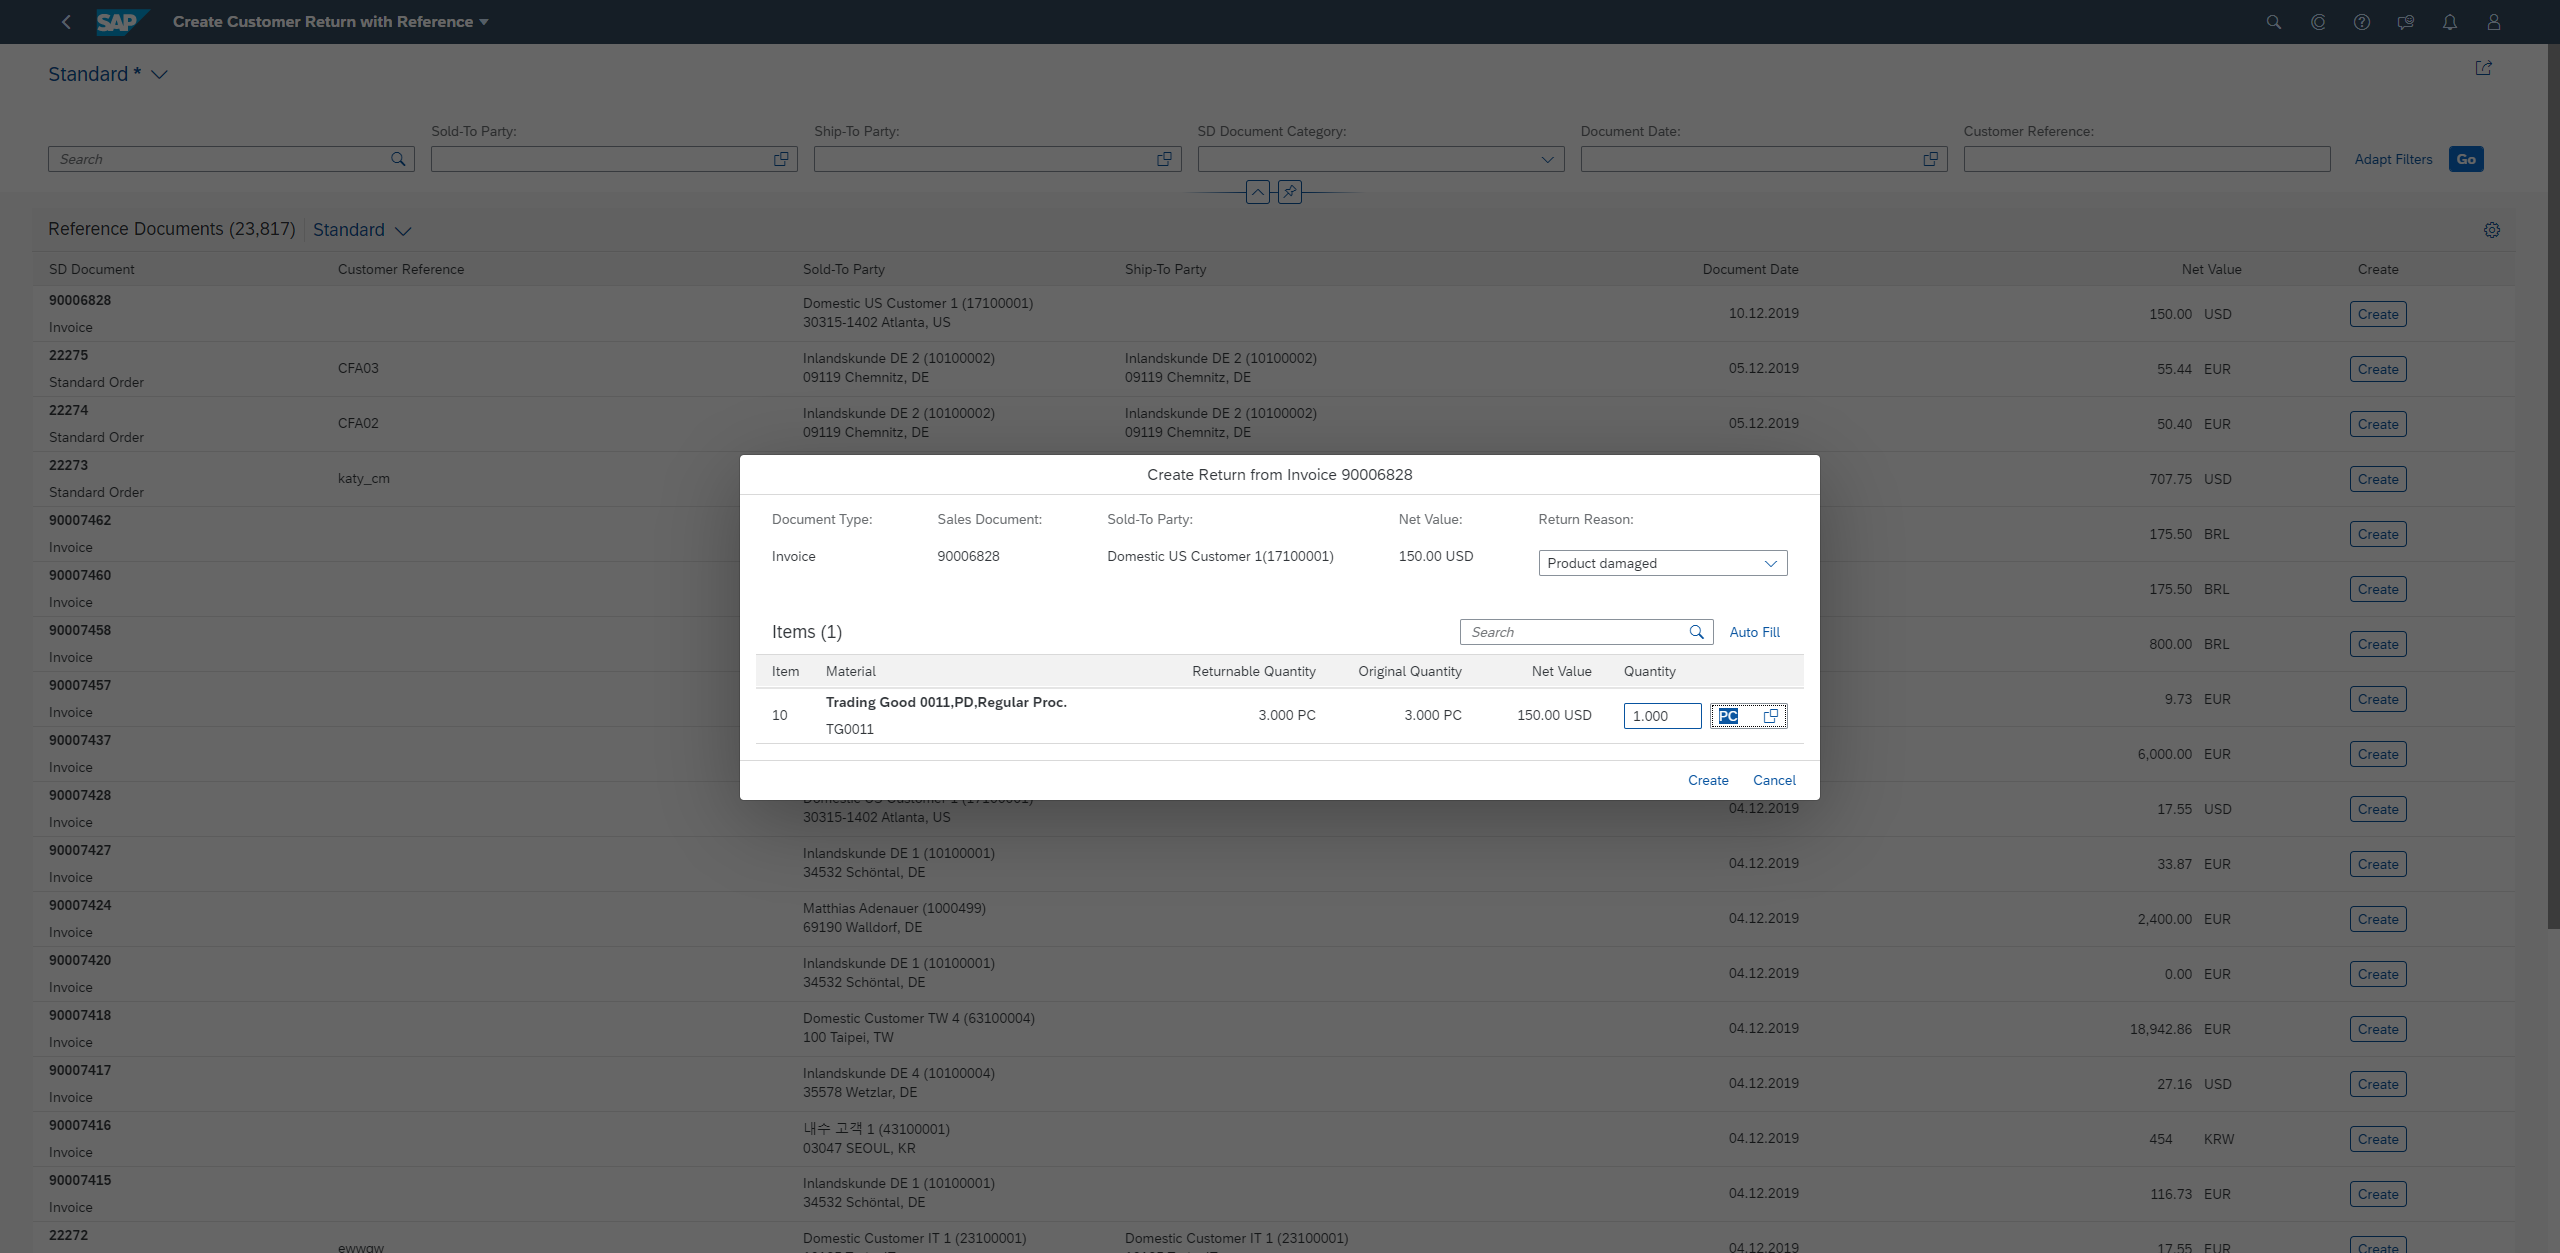 SAP Create Customer Return with Reference
Standard *
Sold-To Party: Ship-To Party: SD Document Category: Document Date: Customer Reference:
Search Adapt Filters Go
Reference Documents (23,817) Standard
SD Document Customer Reference Sold-To Party Ship-To Party Document Date Net Value Create
90006828
Invoice
Domestic US Customer 1 (17100001)
30315-1402 Atlanta, US
10.12.2019 150.00 USD Create
22275
Standard Order
CFA03
Inlandskunde DE 2 (10100002)
09119 Chemnitz, DE
Inlandskunde DE 2 (10100002)
09119 Chemnitz, DE
05.12.2019 55.44 EUR Create
22274
Standard Order
CFA02
Inlandskunde DE 2 (10100002)
09119 Chemnitz, DE
Inlandskunde DE 2 (10100002)
09119 Chemnitz, DE
05.12.2019 50.40 EUR Create
22273
Standard Order
katy_cm
707.75 USD Create
90007462
Invoice
175.50 BRL Create
90007460
Invoice
175.50 BRL Create
90007458
Invoice
800.00 BRL Create
90007457
Invoice
9.73 EUR Create
90007437
Invoice
6,000.00 EUR Create
Create Return from Invoice 90006828
Document Type: Sales Document: Sold-To Party: Net Value: Return Reason:
Invoice 90006828 Domestic US Customer 1(17100001) 150.00 USD Product damaged
Items (1) Search Auto Fill
Item Material Returnable Quantity Original Quantity Net Value Quantity
10
Trading Good 0011,PD,Regular Proc.
TG0011
3.000 PC 3.000 PC 150.00 USD 1.000 PC
Create Cancel
90007428
Invoice
Domestic US Customer 1 (17100001)
30315-1402 Atlanta, US
04.12.2019 17.55 USD Create
90007427
Invoice
Inlandskunde DE 1 (10100001)
34532 Schöntal, DE
04.12.2019 33.87 EUR Create
90007424
Invoice
Matthias Adenauer (1000499)
69190 Walldorf, DE
04.12.2019 2,400.00 EUR Create
90007420
Invoice
Inlandskunde DE 1 (10100001)
34532 Schöntal, DE
04.12.2019 0.00 EUR Create
90007418
Invoice
Domestic Customer TW 4 (63100004)
100 Taipei, TW
04.12.2019 18,942.86 EUR Create
90007417
Invoice
Inlandskunde DE 4 (10100004)
35578 Wetzlar, DE
04.12.2019 27.16 USD Create
90007416
Invoice
내수 고객 1 (43100001)
03047 SEOUL, KR
04.12.2019 454 KRW Create
90007415
Invoice
Inlandskunde DE 1 (10100001)
34532 Schöntal, DE
04.12.2019 116.73 EUR Create
22272
Domestic Customer IT 1 (23100001)
Domestic Customer IT 1 (23100001)
04.12.2019 17.55 EUR Create